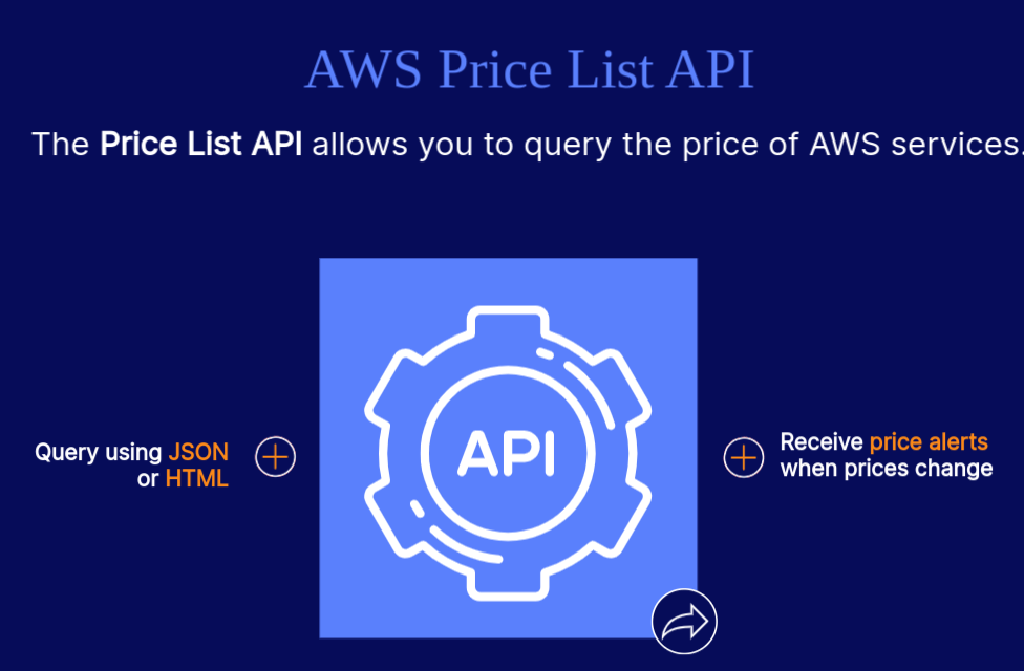 AWS Price List API
The Price List API allows you to query the price of AWS services.
Query using JSON
or HTML
API
Receive price alerts
when prices change